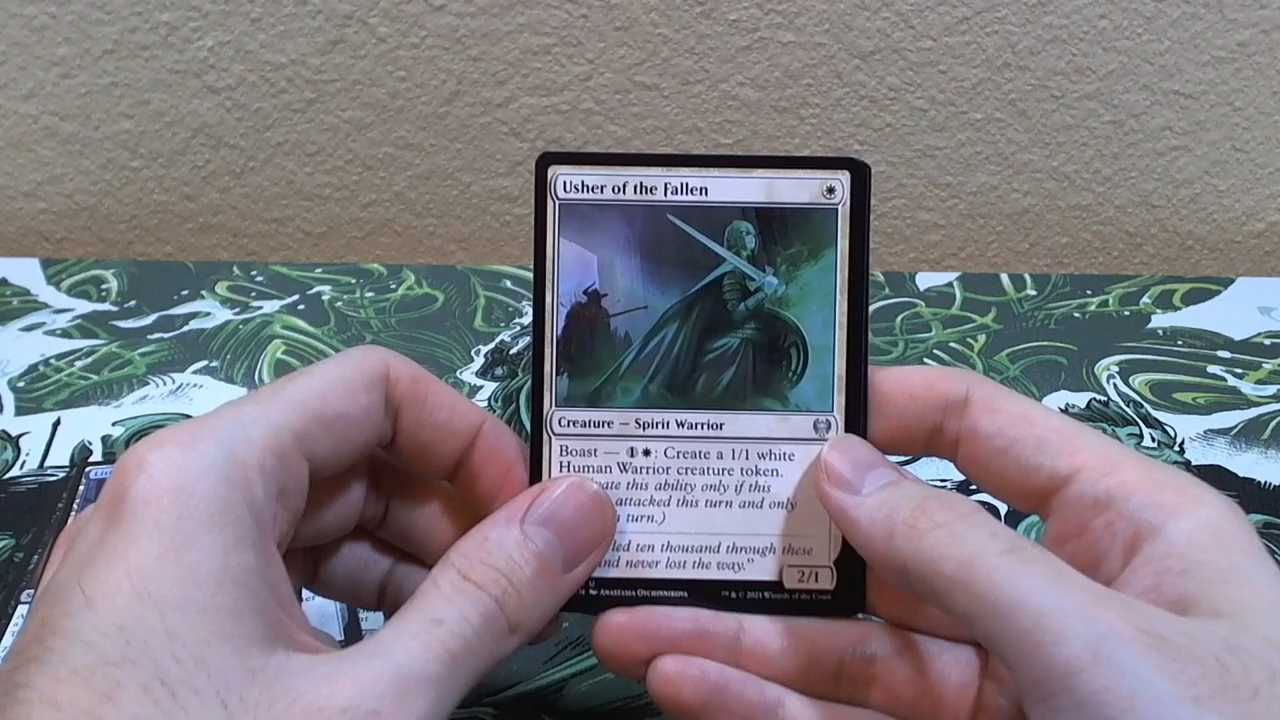 Usher of the Fallen
Creature — Spirit Warrior
Boast — 1: Create a 1/1 white
Human Warrior creature token.
this ability only if this
attacked this turn and only
turn.)
led ten thousand through these
never lost the way."
2/1
U
Anastasia Ovchinnikova
™ & © 2021 Wizards of the Coast